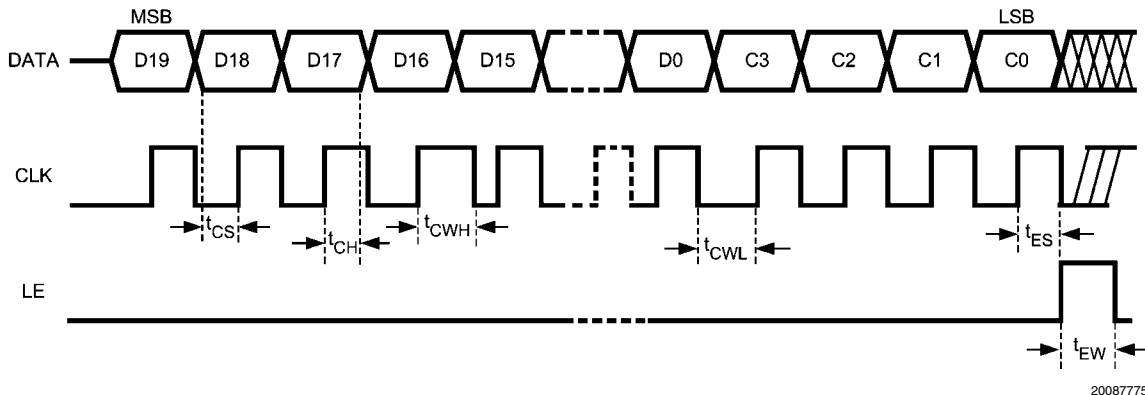 MSB LSB
DATA D19 D18 D17 D16 D15 D0 C3 C2 C1 C0
CLK
tCS tCH tCWH tCWL tES
LE
tEW
20087775